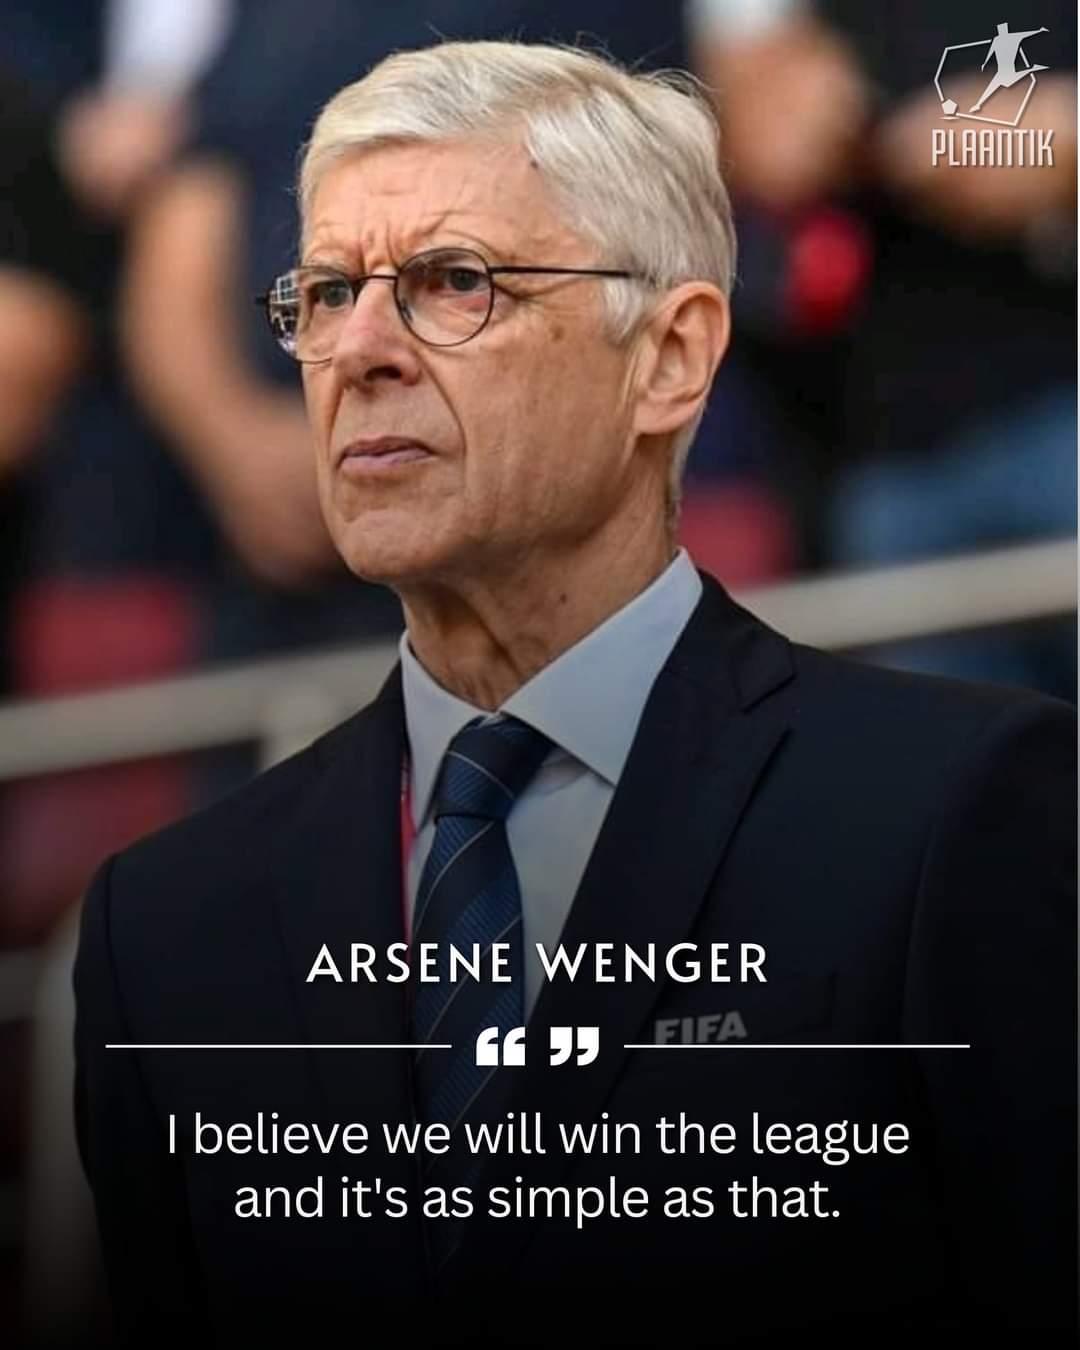 PLAANTIK
ARSENE WENGER
FIFA
“ ”
I believe we will win the league
and it's as simple as that.